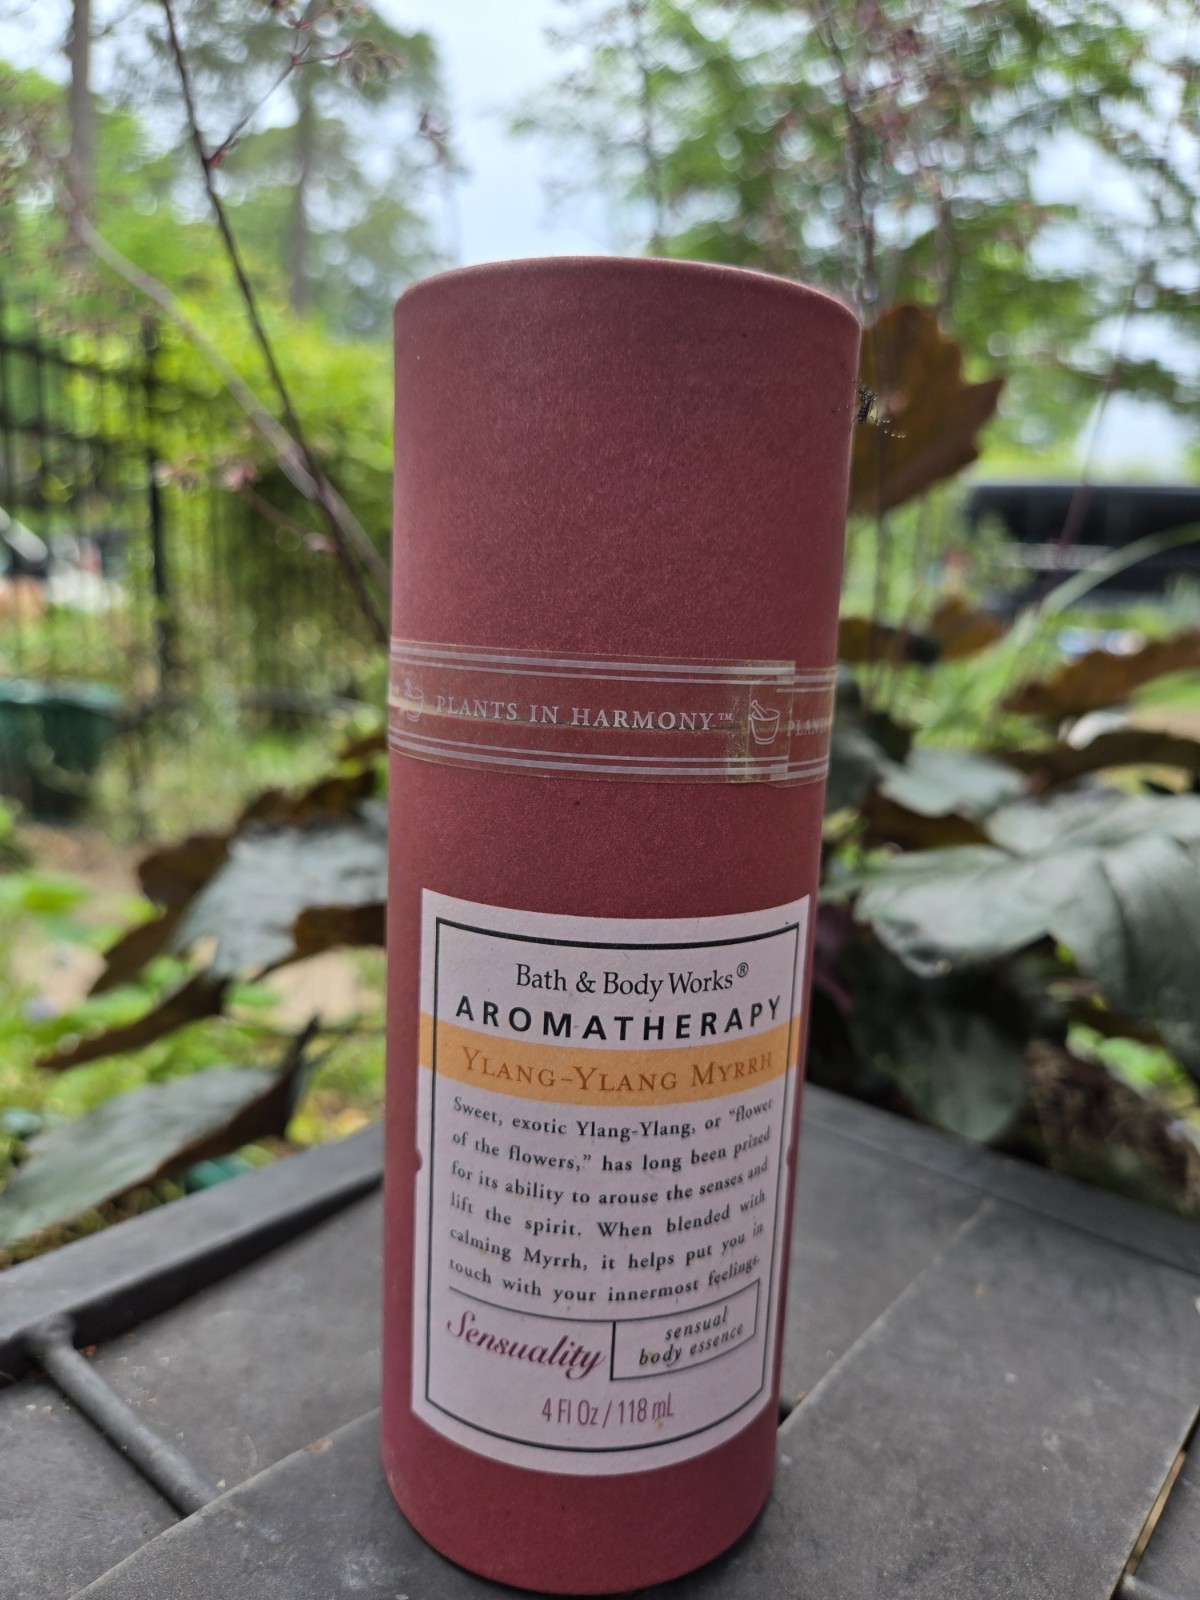 PLANTS IN HARMONY™
Bath & Body Works®
AROMATHERAPY
YLANG-YLANG MYRRH
Sweet, exotic Ylang-Ylang, or "flower
of the flowers," has long been prized
for its ability to arouse the senses and
lift the spirit. When blended with
calming Myrrh, it helps put you in
touch with your innermost feelings.
Sensuality
sensual
body essence
4 Fl Oz / 118 mL